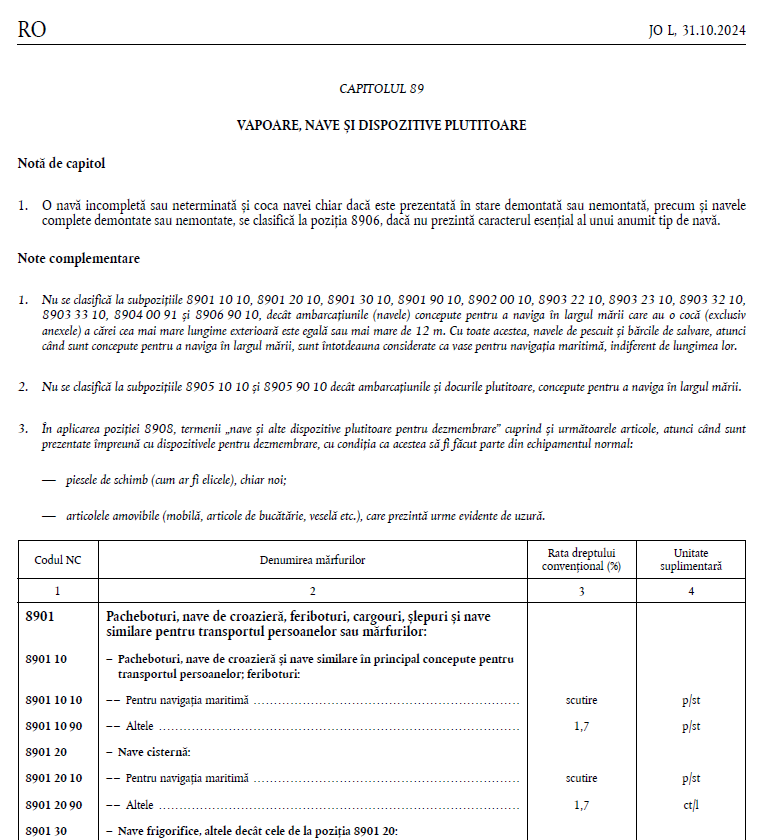 RO
JO L, 31.10.2024
CAPITOLUL 89
VAPOARE, NAVE ȘI DISPOZITIVE PLUTITOARE
Notă de capitol
1. O navă incompletă sau neterminată și coca navei chiar dacă este prezentată în stare demontată sau nemontată, precum și navele
complete demontate sau nemontate, se clasifică la poziția 8906, dacă nu prezintă caracterul esențial al unui anumit tip de navă.
Note complementare
1. Nu se clasifică la subpozițiile 8901 10 10, 8901 20 10, 8901 30 10, 8901 90 10, 8902 00 10, 8903 22 10, 8903 23 10, 8903 32 10,
8903 33 10, 8904 00 91 și 8906 90 10, decât ambarcațiunile (navele) concepute pentru a naviga în largul mării care au o cocă (exclusiv
anexele) a cărei cea mai mare lungime exterioară este egală sau mai mare de 12 m. Cu toate acestea, navele de pescuit și bărcile de salvare, atunci
când sunt concepute pentru a naviga în largul mării, sunt întotdeauna considerate ca vase pentru navigația maritimă, indiferent de lungimea lor.
2. Nu se clasifică la subpozițiile 8905 10 10 și 8905 90 10 decât ambarcațiunile și docurile plutitoare, concepute pentru a naviga în largul mării.
3. În aplicarea poziției 8908, termenii „nave și alte dispozitive plutitoare pentru dezmembrare” cuprind și următoarele articole, atunci când sunt
prezentate împreună cu dispozitivele pentru dezmembrare, cu condiția ca acestea să fi făcut parte din echipamentul normal:
— piesele de schimb (cum ar fi elicele), chiar noi;
— articolele amovibile (mobilă, articole de bucătărie, veselă etc.), care prezintă urme evidente de uzură.
Codul NC Denumirea mărfurilor Rata dreptului convențional (%) Unitate suplimentară
1 2 3 4
8901 Pacheboturi, nave de croazieră, feriboturi, cargouri, șlepuri și nave
similare pentru transportul persoanelor sau mărfurilor:
8901 10 – Pacheboturi, nave de croazieră și nave similare în principal concepute pentru
transportul persoanelor; feriboturi:
8901 10 10 – – Pentru navigația maritimă ........ scutire p/st
8901 10 90 – – Altele ........ 1,7 p/st
8901 20 – Nave cisternă:
8901 20 10 – – Pentru navigația maritimă ........ scutire p/st
8901 20 90 – – Altele ........ 1,7 ct/l
8901 30 – Nave frigorifice, altele decât cele de la poziția 8901 20: